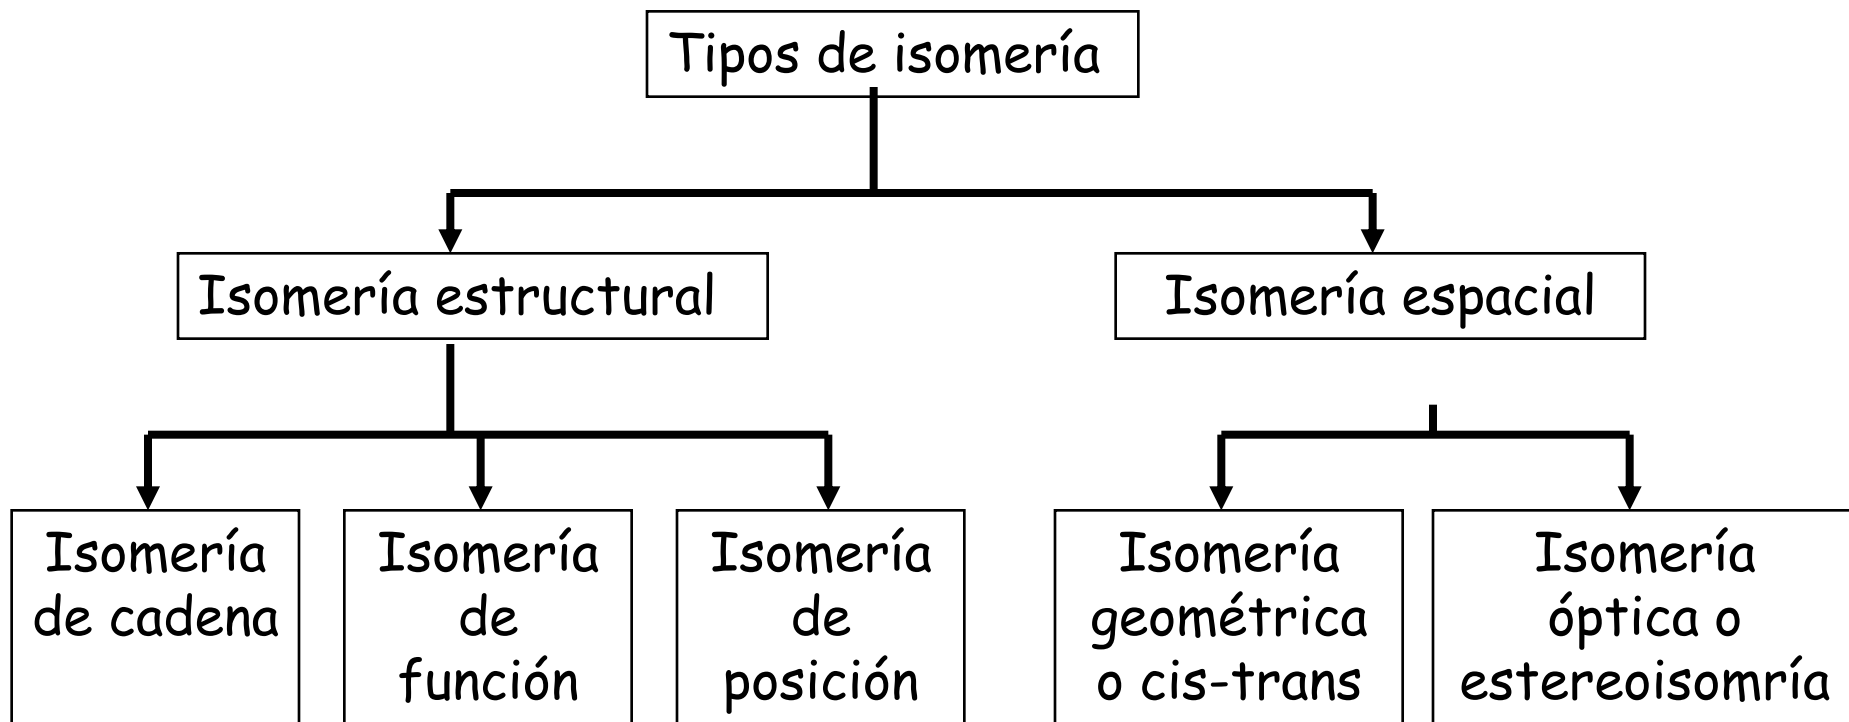 Tipos de isomería
Isomería estructural
Isomería espacial
Isomería
de cadena
Isomería
de
función
Isomería
de
posición
Isomería
geométrica
o cis-trans
Isomería
óptica o
estereoisomría